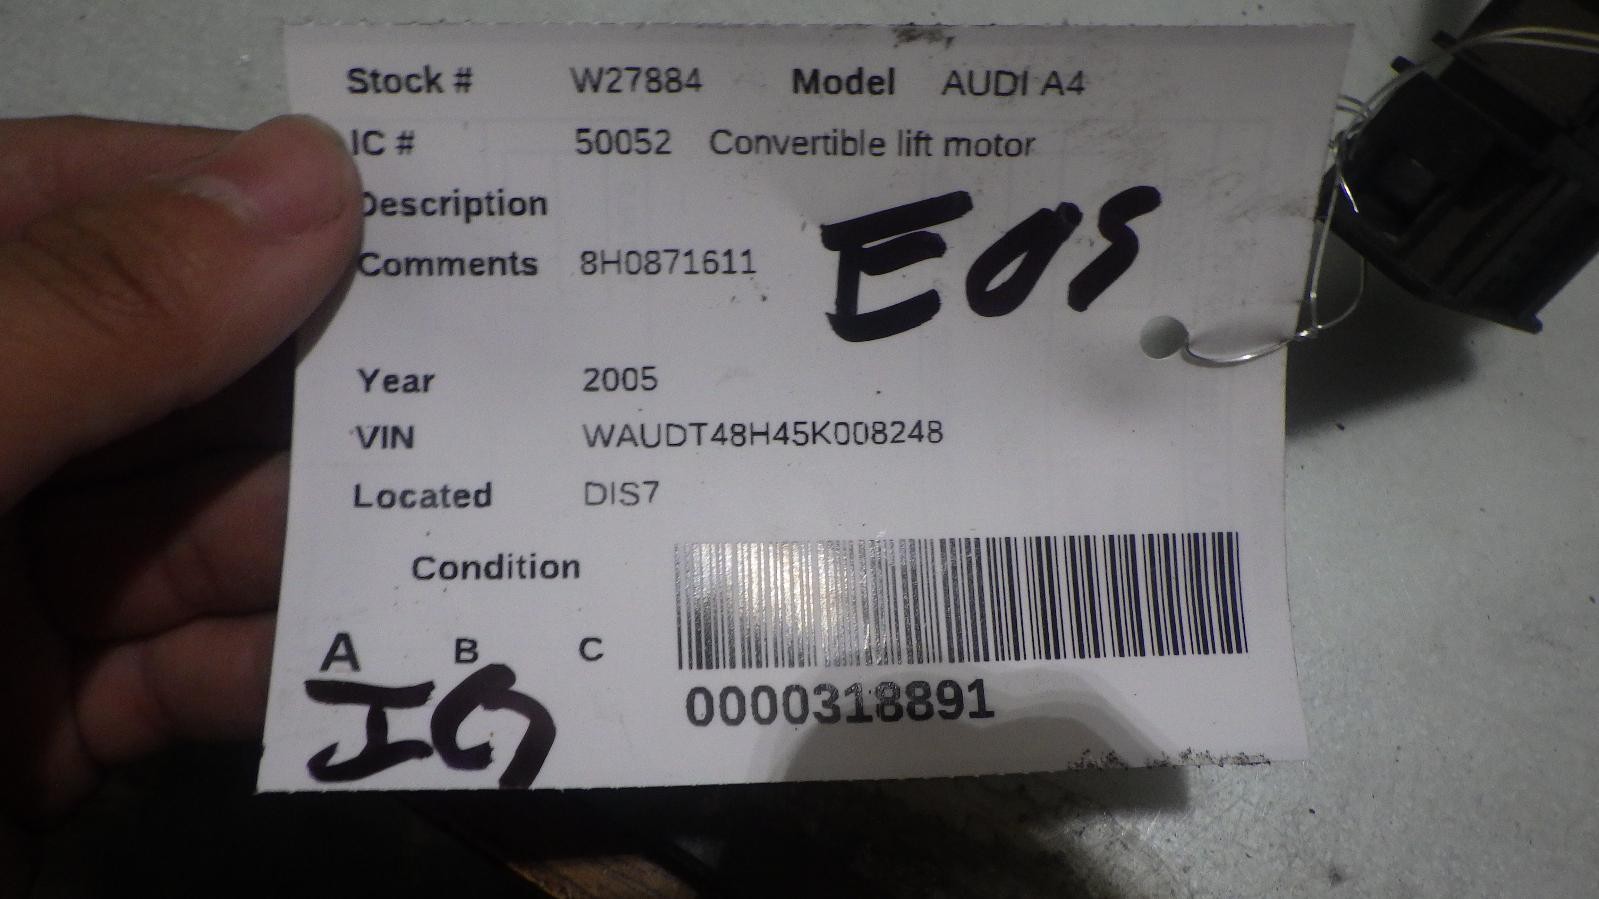 Stock # W27884 Model AUDI A4
IC # 50052 Convertible lift motor
Description
Comments 8H0871611
EOS
Year 2005
VIN WAUDT48H45K008248
Located DIS7
Condition
A B C
0000318891